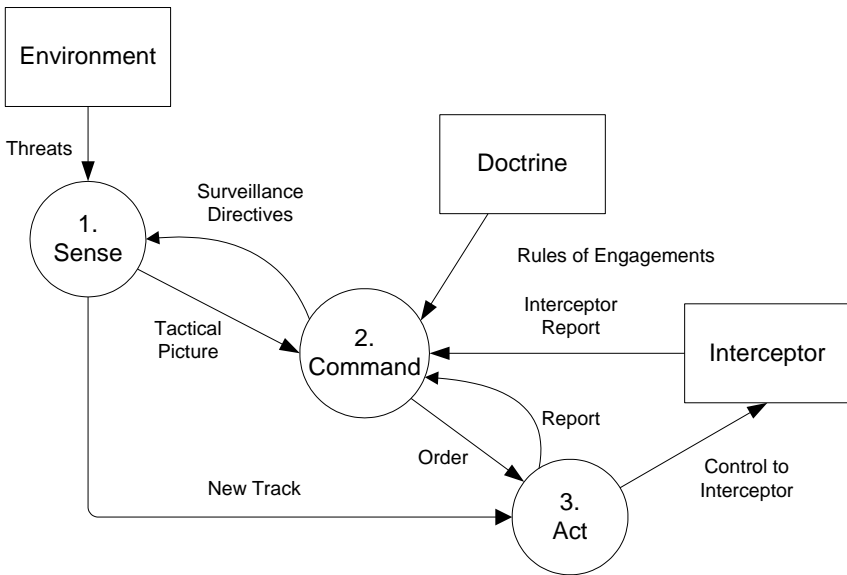 Environment
Threats
Doctrine
Surveillance
Directives
1.
Sense
Rules of Engagements
Tactical
Picture
Interceptor
Report
2.
Command
Interceptor
Report
Order
Control to
Interceptor
New Track
3.
Act